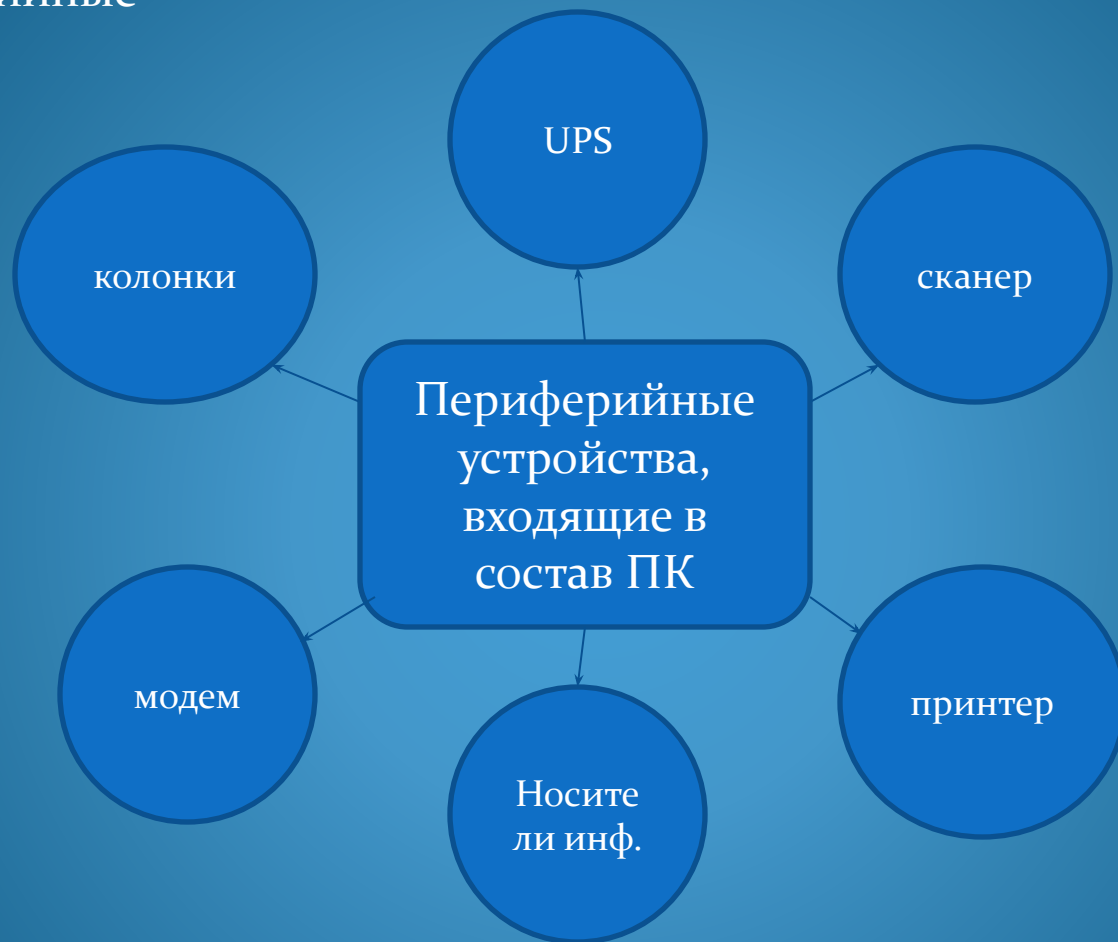 UPS
колонки
сканер
Периферийные
устройства,
входящие в
состав ПК
модем
принтер
Носите
ли инф.